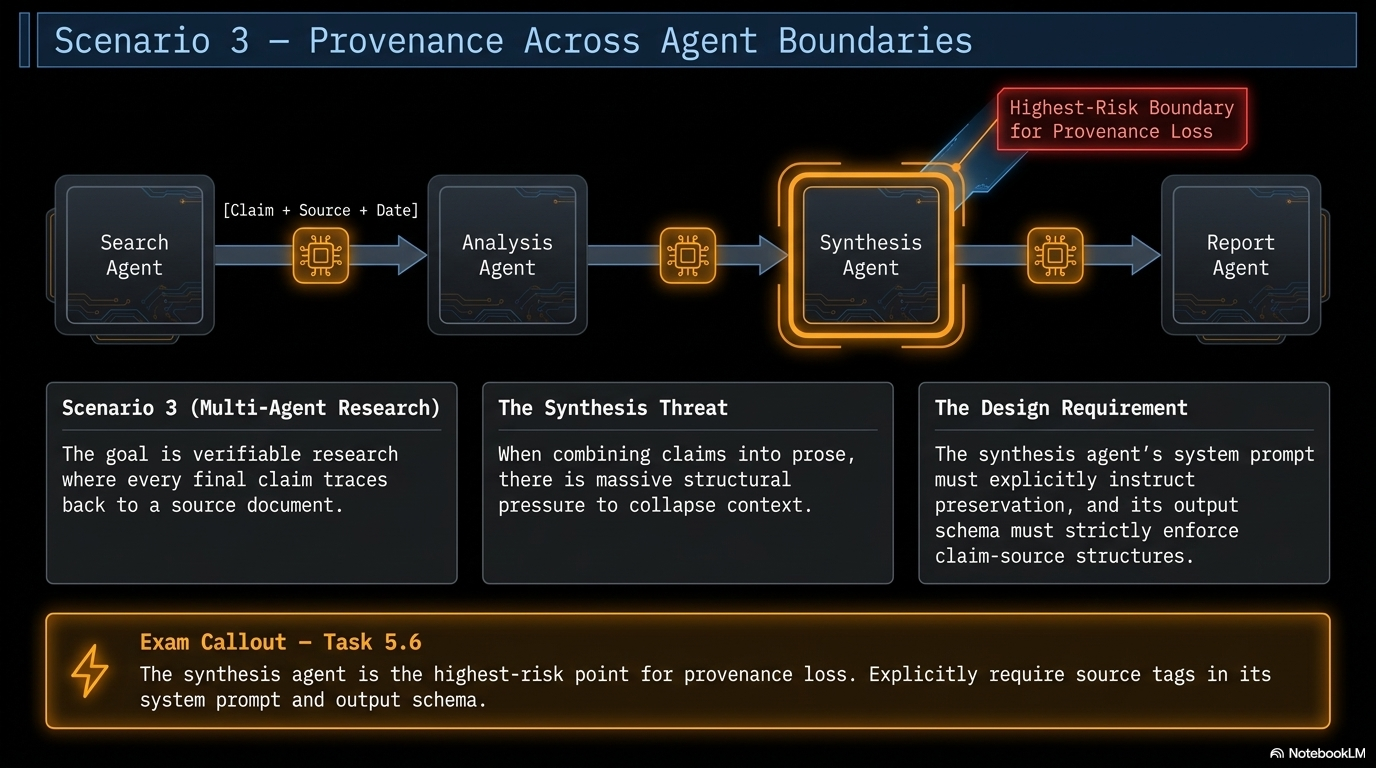 Scenario 3 – Provenance Across Agent Boundaries
Highest-Risk Boundary
for Provenance Loss
[Claim + Source + Date]
Search
Agent
Analysis
Agent
Synthesis
Agent
Report
Agent
Scenario 3 (Multi-Agent Research)
The goal is verifiable research
where every final claim traces
back to a source document.
The Synthesis Threat
When combining claims into prose,
there is massive structural
pressure to collapse context.
The Design Requirement
The synthesis agent's system prompt
must explicitly instruct
preservation, and its output
schema must strictly enforce
claim-source structures.
Exam Callout – Task 5.6
The synthesis agent is the highest-risk point for provenance loss. Explicitly require source tags in its
system prompt and output schema.
NotebookLM